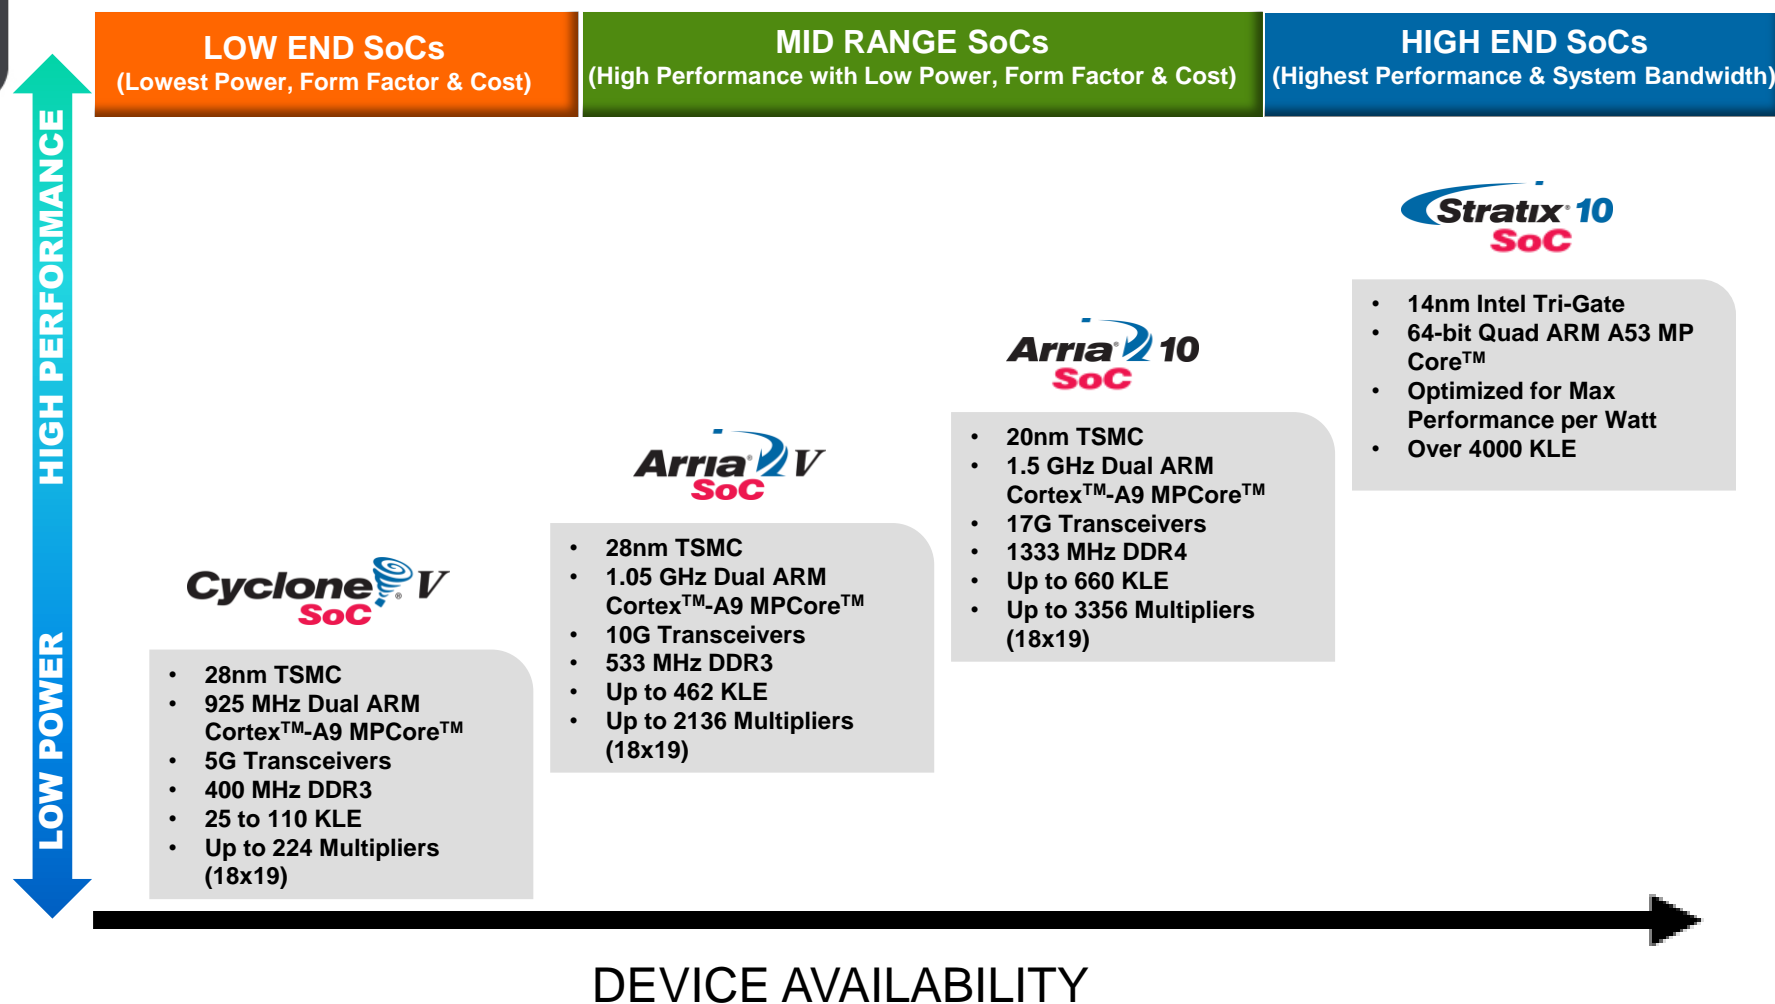 LOW END SoCs
(Lowest Power, Form Factor & Cost)
MID RANGE SoCs
(High Performance with Low Power, Form Factor & Cost)
HIGH END SoCs
(Highest Performance & System Bandwidth)
HIGH PERFORMANCE
LOW POWER
Cyclone® V
SoC
• 28nm TSMC
• 925 MHz Dual ARM
Cortex™-A9 MPCore™
• 5G Transceivers
• 400 MHz DDR3
• 25 to 110 KLE
• Up to 224 Multipliers
(18x19)
Arria® V
SoC
• 28nm TSMC
• 1.05 GHz Dual ARM
Cortex™-A9 MPCore™
• 10G Transceivers
• 533 MHz DDR3
• Up to 462 KLE
• Up to 2136 Multipliers
(18x19)
Arria® 10
SoC
• 20nm TSMC
• 1.5 GHz Dual ARM
Cortex™-A9 MPCore™
• 17G Transceivers
• 1333 MHz DDR4
• Up to 660 KLE
• Up to 3356 Multipliers
(18x19)
Stratix® 10
SoC
• 14nm Intel Tri-Gate
• 64-bit Quad ARM A53 MP
Core™
• Optimized for Max
Performance per Watt
• Over 4000 KLE
DEVICE AVAILABILITY